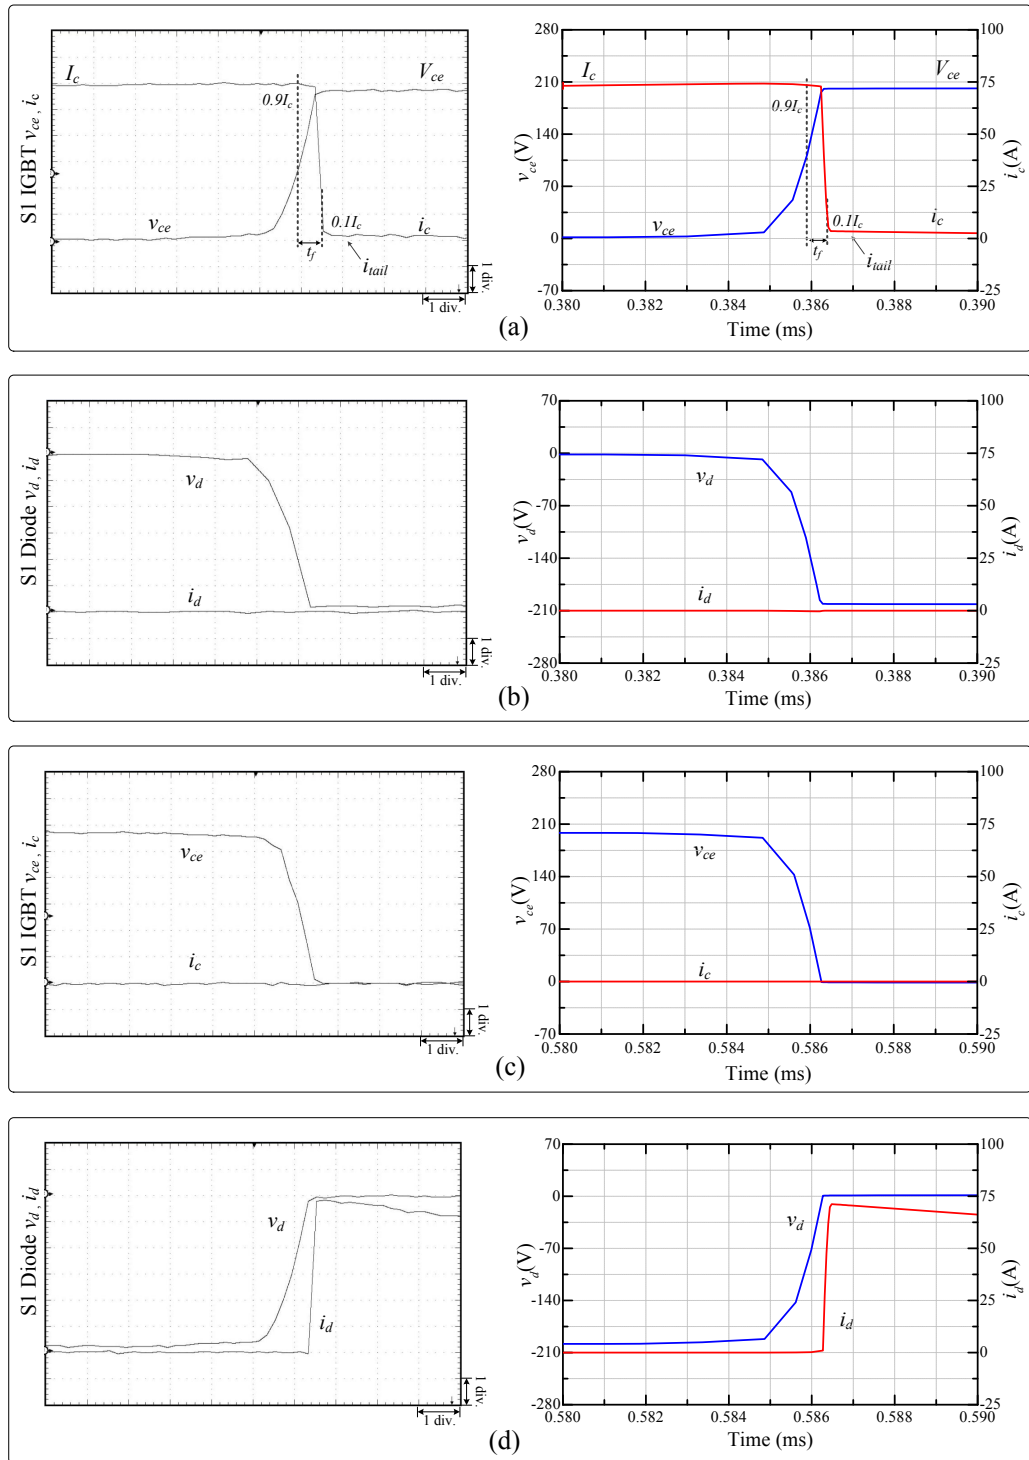 S1 IGBT v_ce, i_c
I_c
V_ce
0.9I_c
v_ce
0.1I_c
i_c
t_f
i_tail
1 div.
1 div.
280
210
140
70
0
-70
v_ce(V)
100
75
50
25
0
-25
i_c(A)
I_c
V_ce
0.9I_c
v_ce
0.1I_c
i_c
t_f
i_tail
0.380 0.382 0.384 0.386 0.388 0.390
Time (ms)
(a)
S1 Diode v_d, i_d
v_d
i_d
1 div.
1 div.
70
0
-70
-140
-210
-280
v_d(V)
100
75
50
25
0
-25
i_d(A)
v_d
i_d
0.380 0.382 0.384 0.386 0.388 0.390
Time (ms)
(b)
S1 IGBT v_ce, i_c
v_ce
i_c
1 div.
1 div.
280
210
140
70
0
-70
v_ce(V)
100
75
50
25
0
-25
i_c(A)
v_ce
i_c
0.580 0.582 0.584 0.586 0.588 0.590
Time (ms)
(c)
S1 Diode v_d, i_d
v_d
i_d
1 div.
1 div.
70
0
-70
-140
-210
-280
v_d(V)
100
75
50
25
0
-25
i_d(A)
v_d
i_d
0.580 0.582 0.584 0.586 0.588 0.590
Time (ms)
(d)